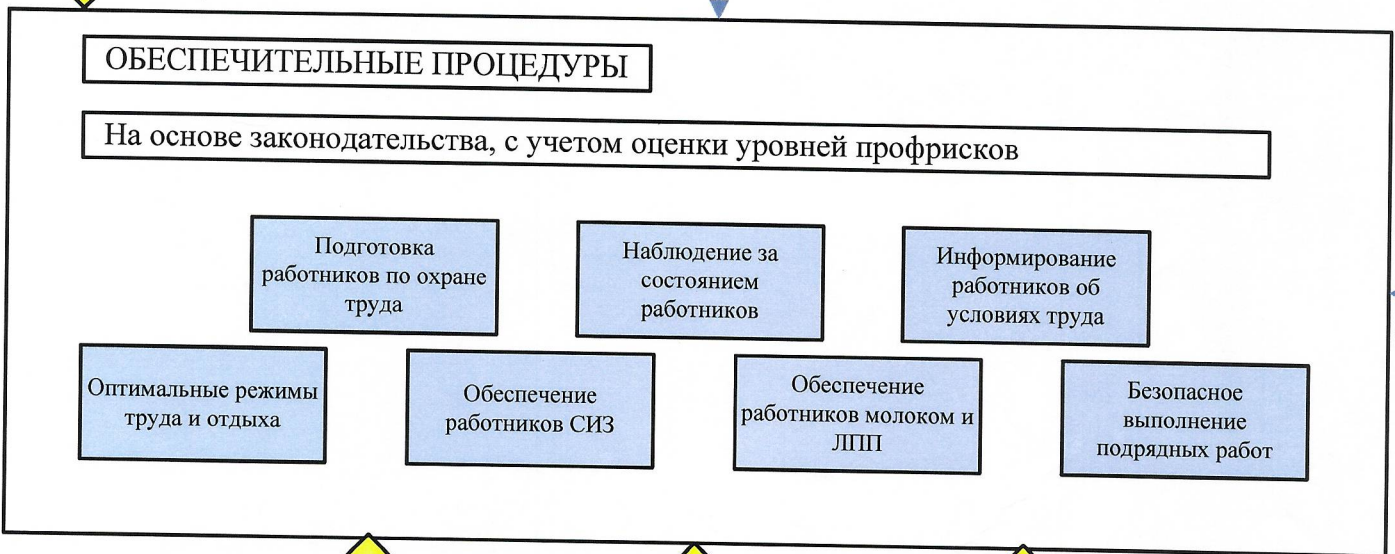 ОБЕСПЕЧИТЕЛЬНЫЕ ПРОЦЕДУРЫ
На основе законодательства, с учетом оценки уровней профрисков
Подготовка
работников по охране
труда
Наблюдение за
состоянием
работников
Информирование
работников об
условиях труда
Оптимальные режимы
труда и отдыха
Обеспечение
работников СИЗ
Обеспечение
работников молоком и
ЛПП
Безопасное
выполнение
подрядных работ